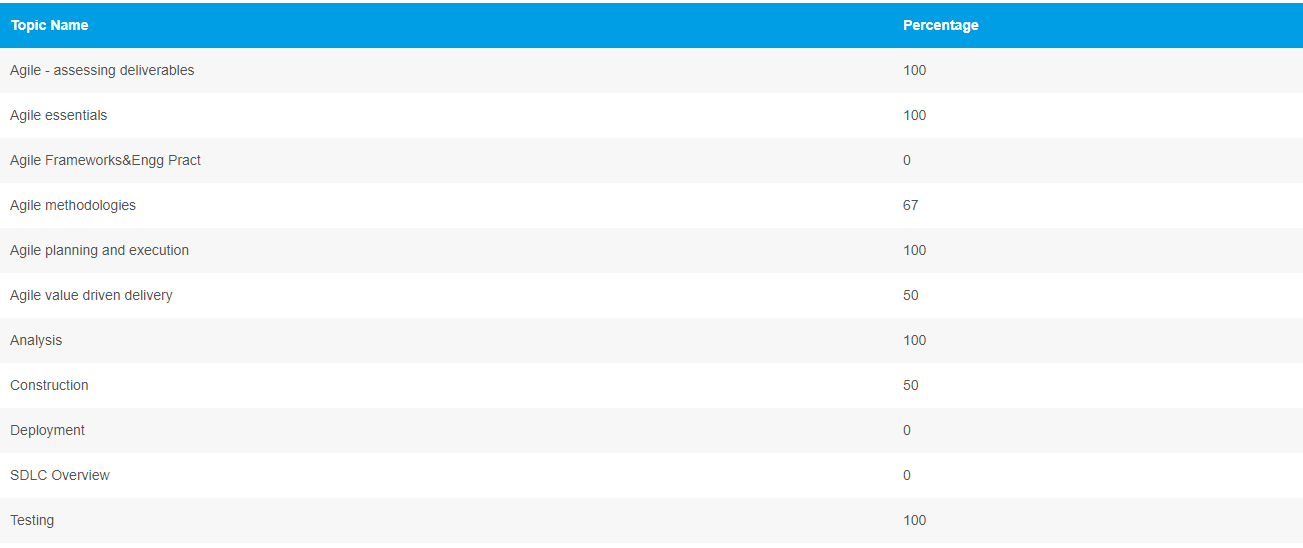 Topic Name Percentage
Agile - assessing deliverables 100
Agile essentials 100
Agile Frameworks&Engg Pract 0
Agile methodologies 67
Agile planning and execution 100
Agile value driven delivery 50
Analysis 100
Construction 50
Deployment 0
SDLC Overview 0
Testing 100